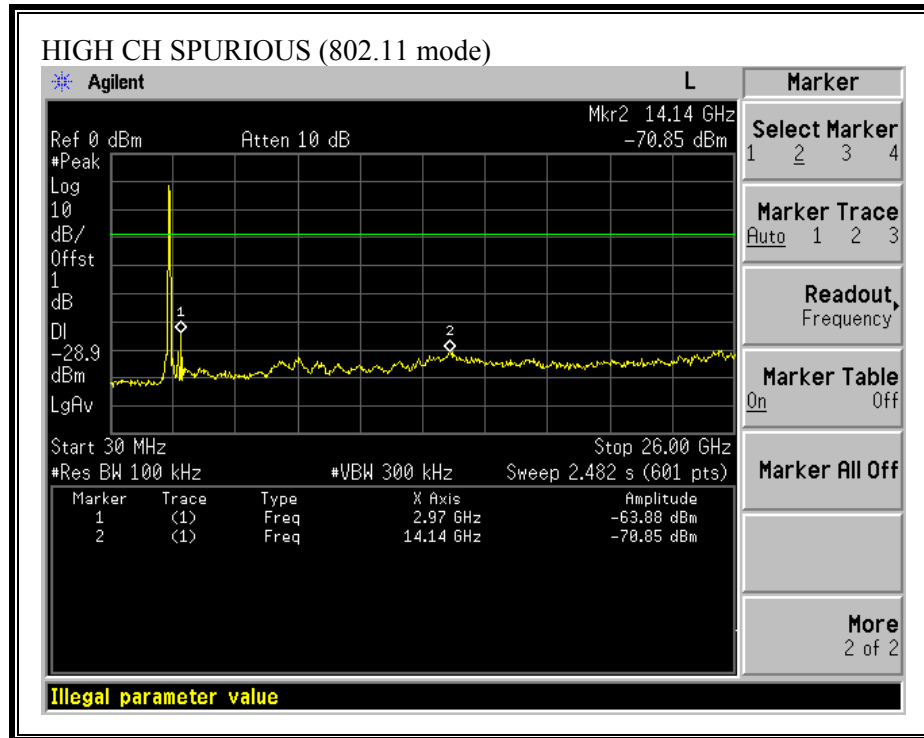 HIGH CH SPURIOUS (802.11 mode)
Agilent L
Mkr2 14.14 GHz
Ref 0 dBm Atten 10 dB -70.85 dBm
#Peak
Log
10
dB/
Offst
1
dB
DI
-28.9
dBm
LgAv
1
2
Start 30 MHz Stop 26.00 GHz
#Res BW 100 kHz #VBW 300 kHz Sweep 2.482 s (601 pts)
Marker Trace Type X Axis Amplitude
1 (1) Freq 2.97 GHz -63.88 dBm
2 (1) Freq 14.14 GHz -70.85 dBm
Illegal parameter value
Marker
Select Marker
1 2 3 4
Marker Trace
Auto 1 2 3
Readout
Frequency
Marker Table
On Off
Marker All Off
More
2 of 2